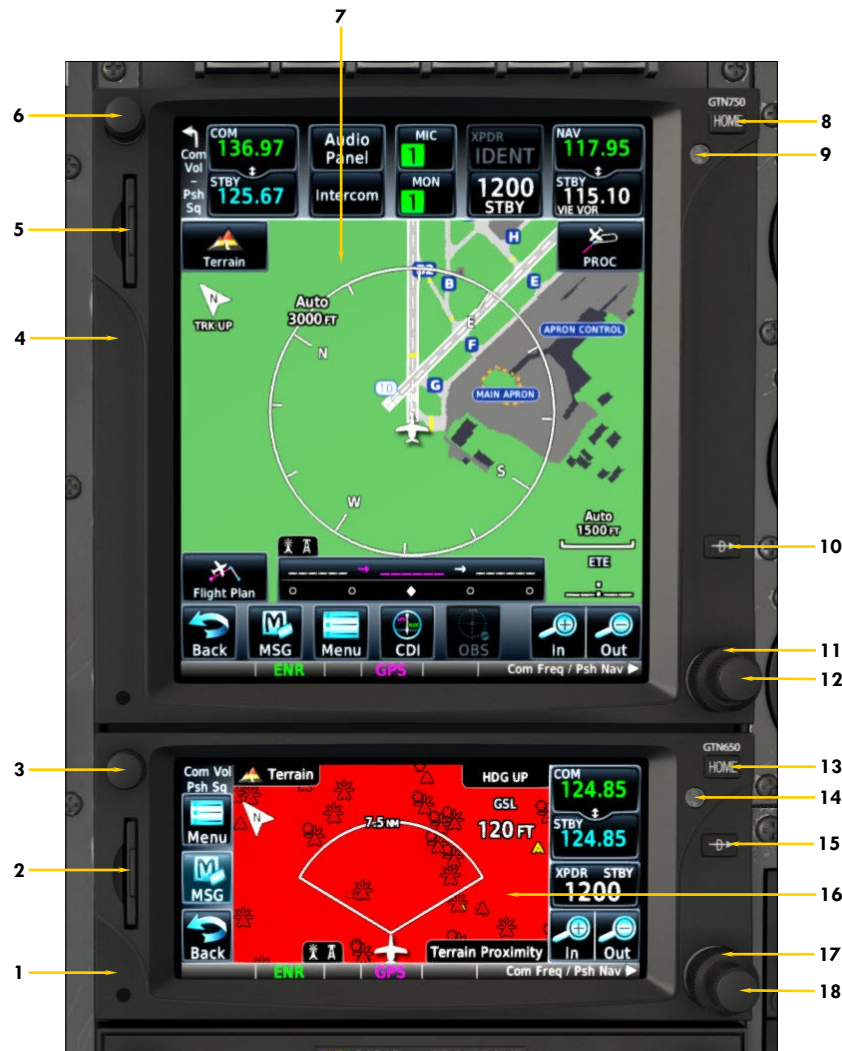 7
6
5
4
3
2
1
8
9
10
11
12
13
14
15
16
17
18
GTN750
HOME
Com
Vol
–
Psh
Sq
COM
136.97
STBY
125.67
Audio
Panel
Intercom
MIC
1
MON
1
XPDR
IDENT
1200
STBY
NAV
117.95
STBY
115.10
VIE VOR
Terrain
PROC
N
TRK UP
Auto
3000 FT
N
E
S
W
H
B
E
F
G
10
APRON CONTROL
MAIN APRON
Auto
1500 FT
ETE
Flight Plan
Back
MSG
Menu
CDI
OBS
In
Out
ENR
GPS
Com Freq / Psh Nav
D
GTN650
HOME
Com Vol
Psh Sq
Menu
MSG
Back
Terrain
HDG UP
N
7.5 NM
GSL
120 FT
Terrain Proximity
COM
124.85
STBY
124.85
XPDR STBY
1200
In
Out
ENR
GPS
Com Freq / Psh Nav
D